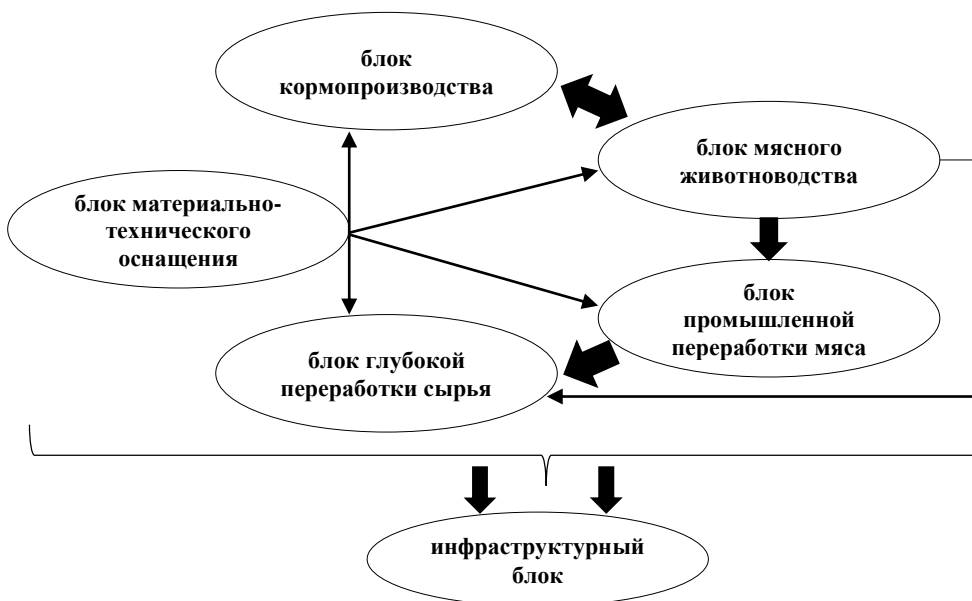 блок
кормопроизводства
блок мясного
животноводства
блок материально-
технического
оснащения
блок
промышленной
переработки мяса
блок глубокой
переработки сырья
инфраструктурный
блок